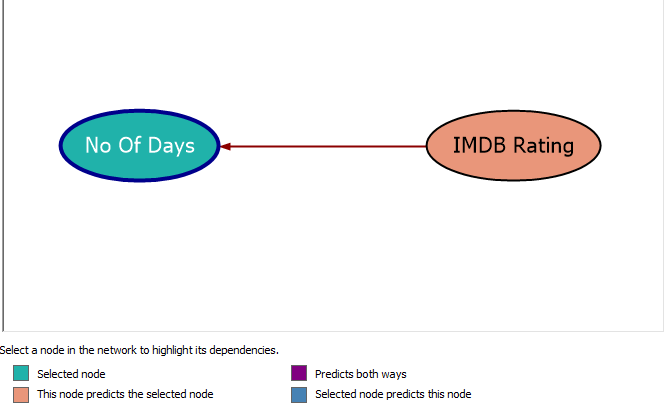 No Of Days
IMDB Rating
Select a node in the network to highlight its dependencies.
Selected node
Predicts both ways
This node predicts the selected node
Selected node predicts this node